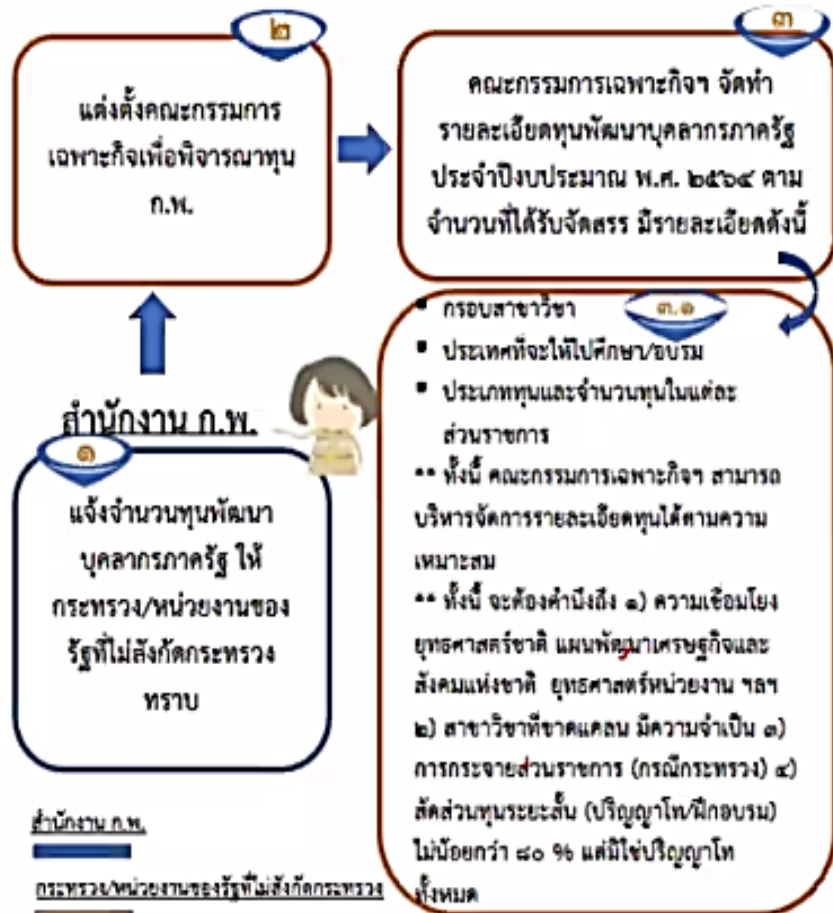 ๒
แต่งตั้งคณะกรรมการ
เฉพาะกิจเพื่อพิจารณาทุน
ก.พ.
๓
คณะกรรมการเฉพาะกิจฯ จัดทำ
รายละเอียดทุนพัฒนาบุคลากรภาครัฐ
ประจำปีงบประมาณ พ.ศ. ๒๕๖๔ ตาม
จำนวนที่ได้รับจัดสรร มีรายละเอียดดังนี้
สำนักงาน ก.พ.
๑
แจ้งจำนวนทุนพัฒนา
บุคลากรภาครัฐ ให้
กระทรวง/หน่วยงานของ
รัฐที่ไม่สังกัดกระทรวง
ทราบ
๓.๑
▪ กรอบสาขาวิชา
▪ ประเทศที่จะให้ไปศึกษา/อบรม
▪ ประเภททุนและจำนวนทุนในแต่ละ
ส่วนราชการ
** ทั้งนี้ คณะกรรมการเฉพาะกิจฯ สามารถ
บริหารจัดการรายละเอียดทุนได้ตามความ
เหมาะสม
** ทั้งนี้ จะต้องคำนึงถึง ๑) ความเชื่อมโยง
ยุทธศาสตร์ชาติ แผนพัฒนาเศรษฐกิจและ
สังคมแห่งชาติ ยุทธศาสตร์หน่วยงาน ฯลฯ
๒) สาขาวิชาที่ขาดแคลน มีความจำเป็น ๓)
การกระจายส่วนราชการ (กรณีกระทรวง) ๔)
สัดส่วนทุนระยะสั้น (ปริญญาโท/ฝึกอบรม)
ไม่น้อยกว่า ๘๐ % แต่มิใช่ปริญญาโท
ทั้งหมด
สำนักงาน ก.พ.
กระทรวง/หน่วยงานของรัฐที่ไม่สังกัดกระทรวง